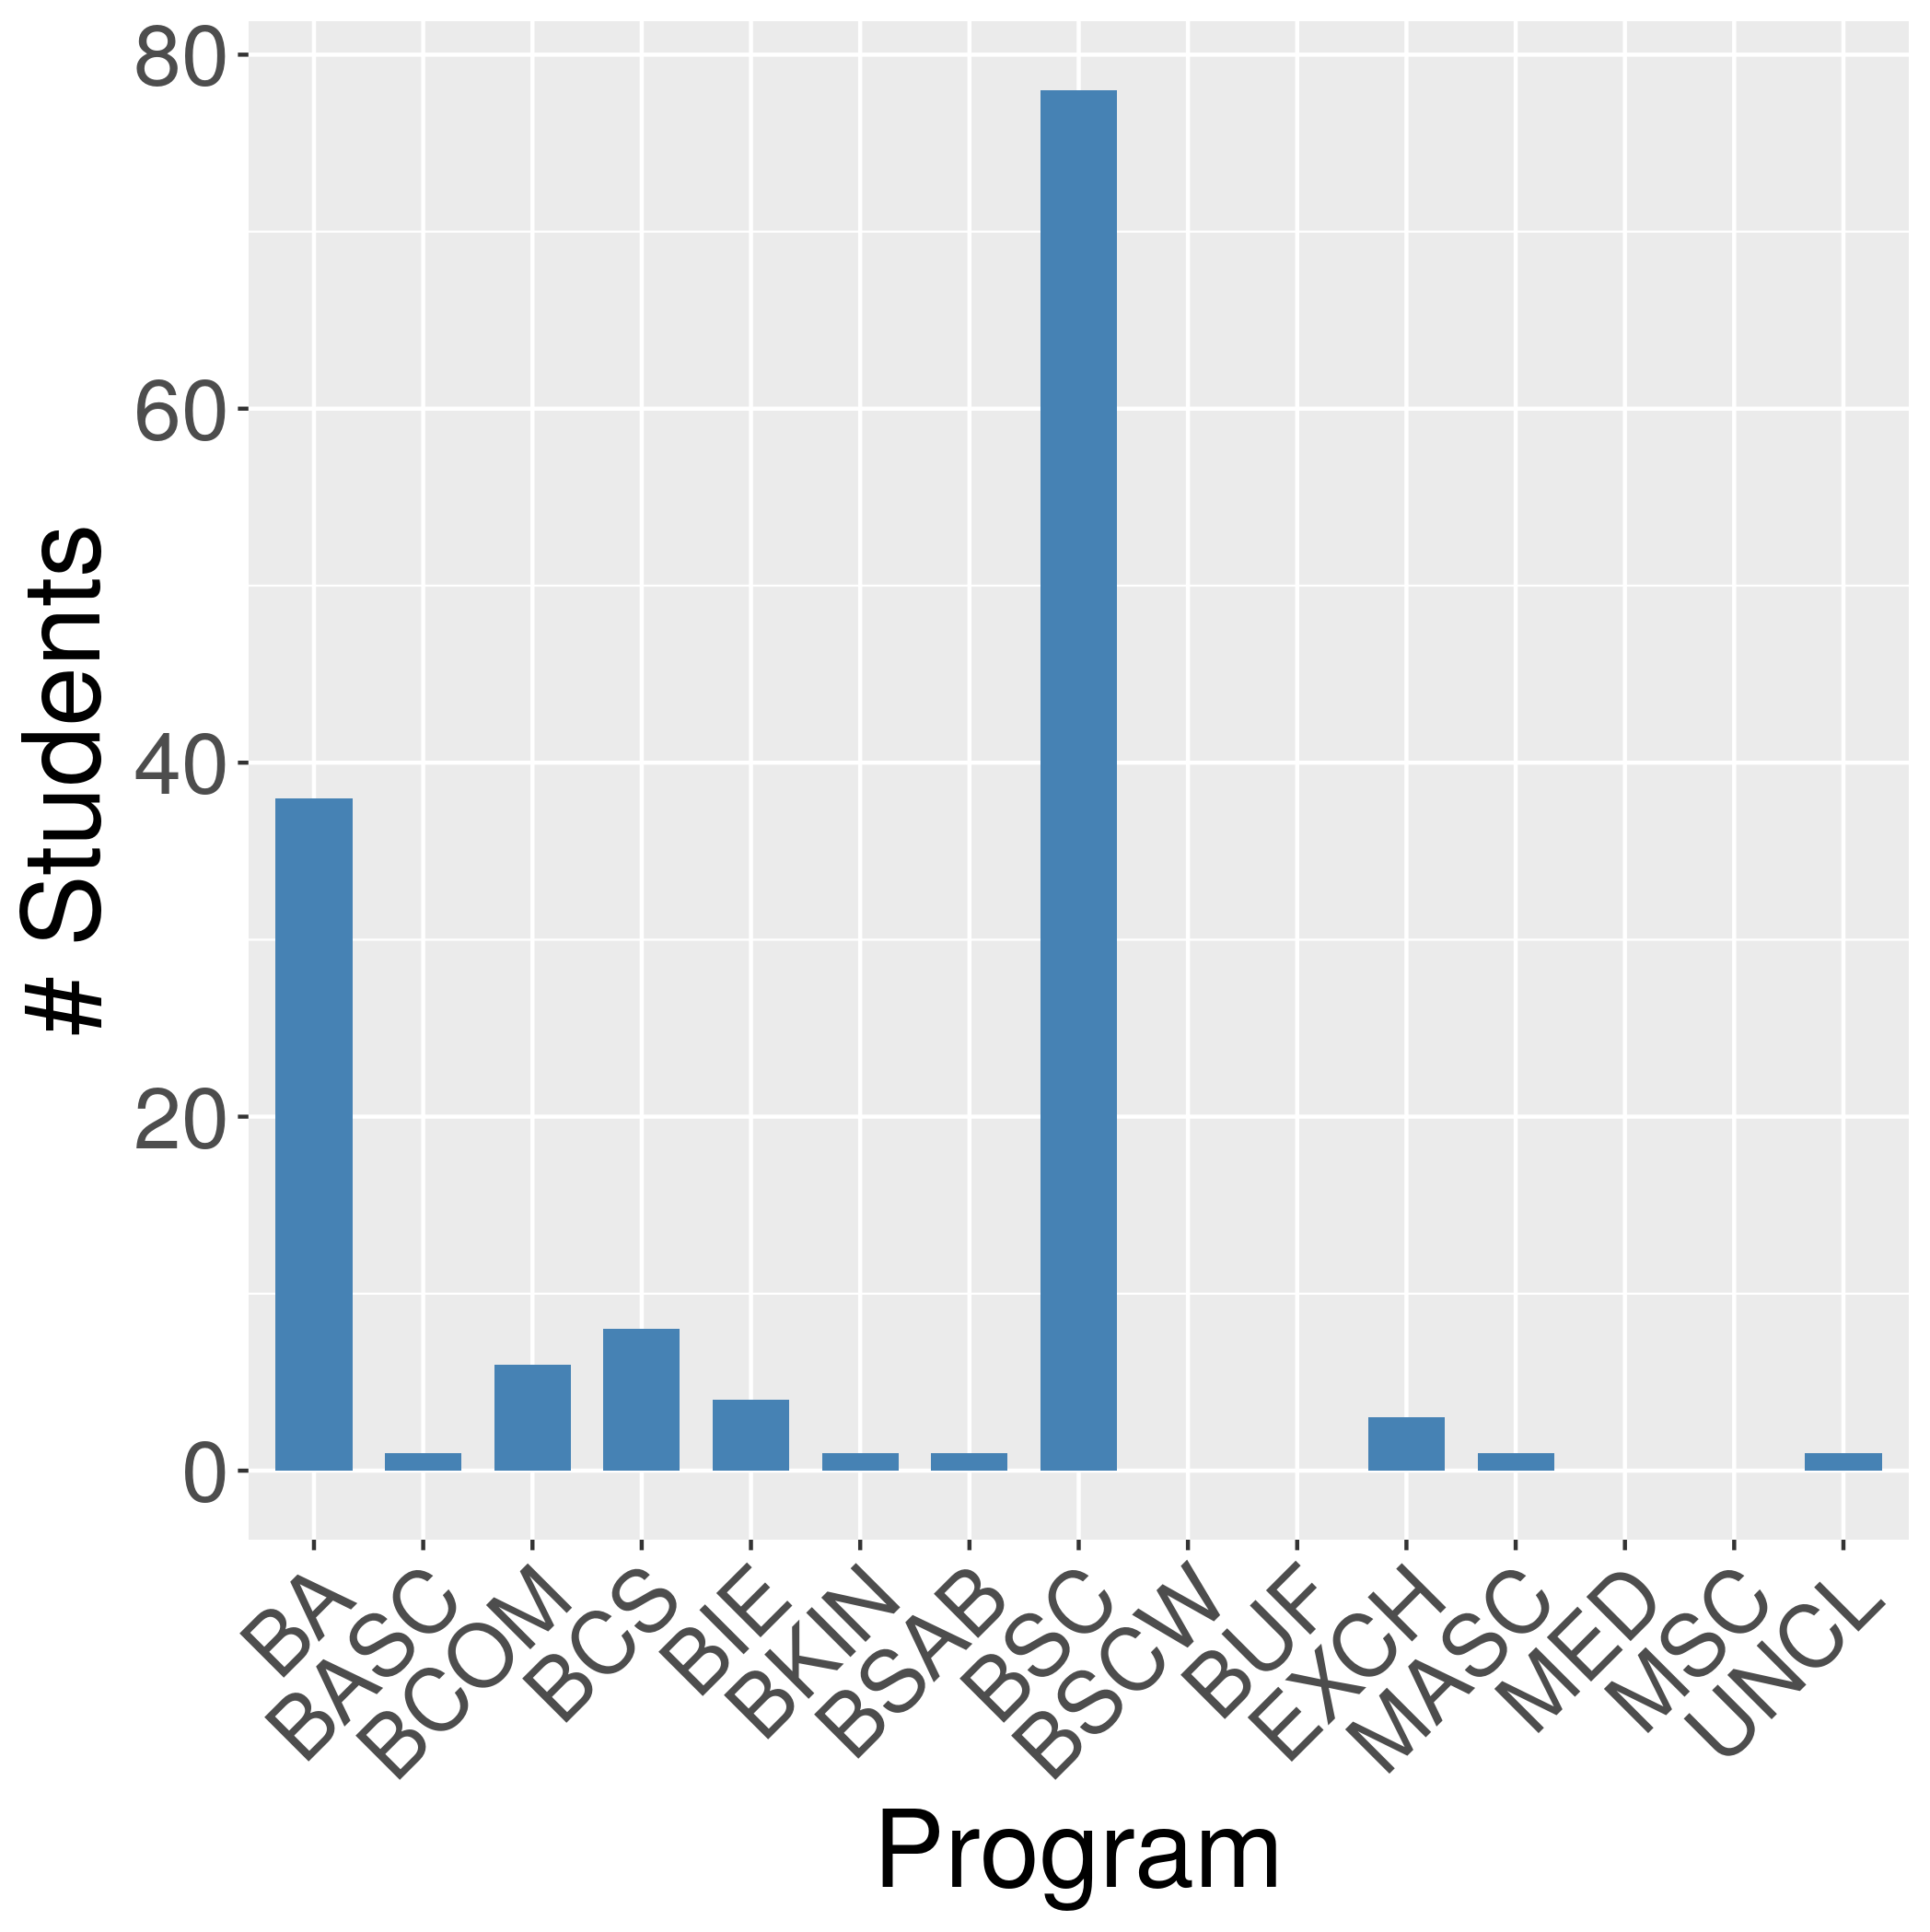 # Students
80
60
40
20
0
BA
BASC
BCOM
BCS
BIE
BKIN
BSAB
BSC
BSCW
BUF
EXCH
MASC
MED
MSC
UNCL
Program